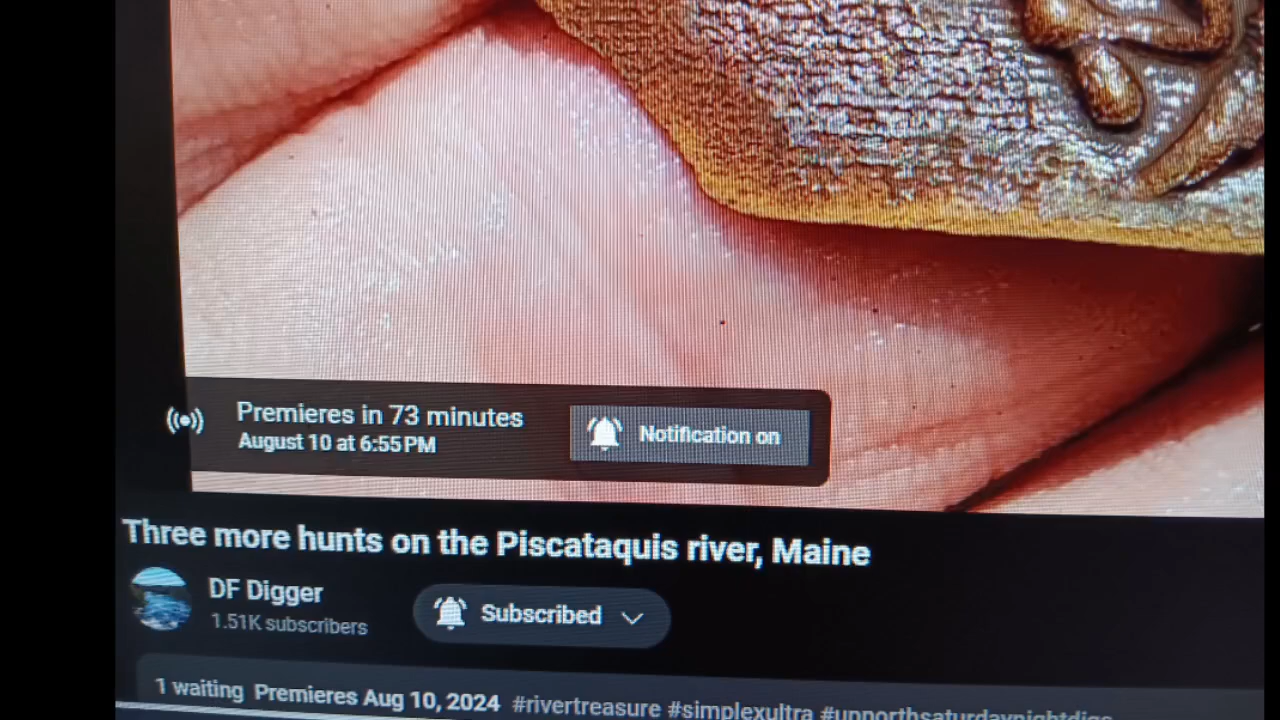 Premieres in 73 minutes
August 10 at 6:55 PM
Notification on
Three more hunts on the Piscataquis river, Maine
DF Digger
1.51K subscribers
Subscribed
1 waiting Premieres Aug 10, 2024 #rivertreasure #simplexultra #upnorthsaturdaynightdigs